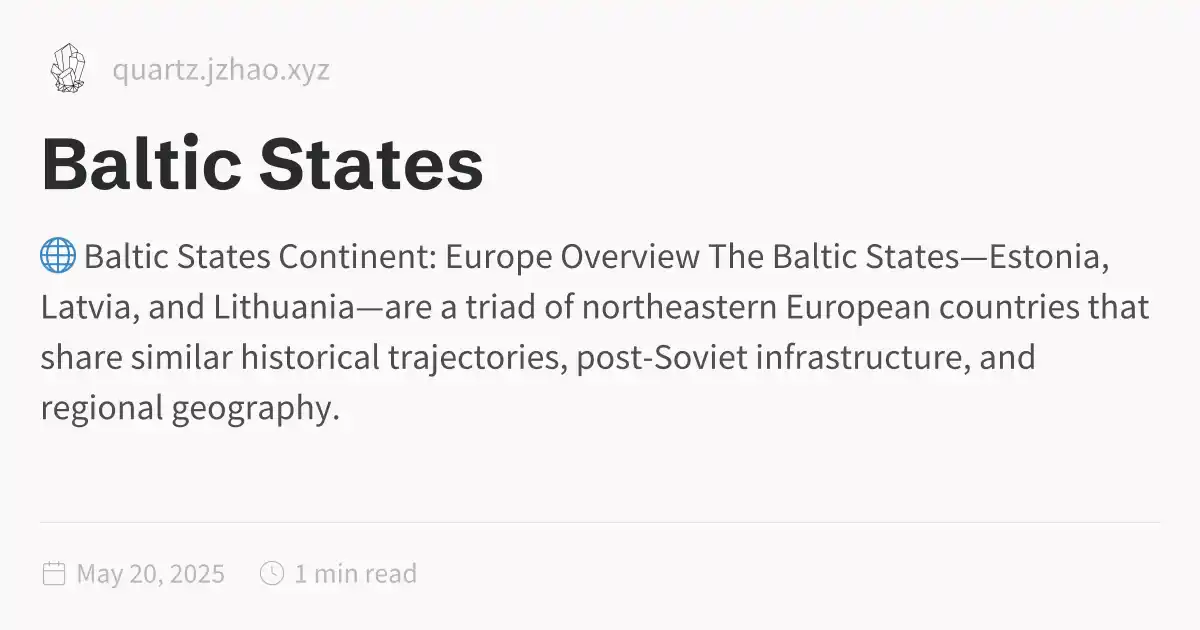 quartz.jzhao.xyz
Baltic States
🌐 Baltic States Continent: Europe Overview The Baltic States—Estonia,
Latvia, and Lithuania—are a triad of northeastern European countries that
share similar historical trajectories, post-Soviet infrastructure, and
regional geography.
May 20, 2025 1 min read